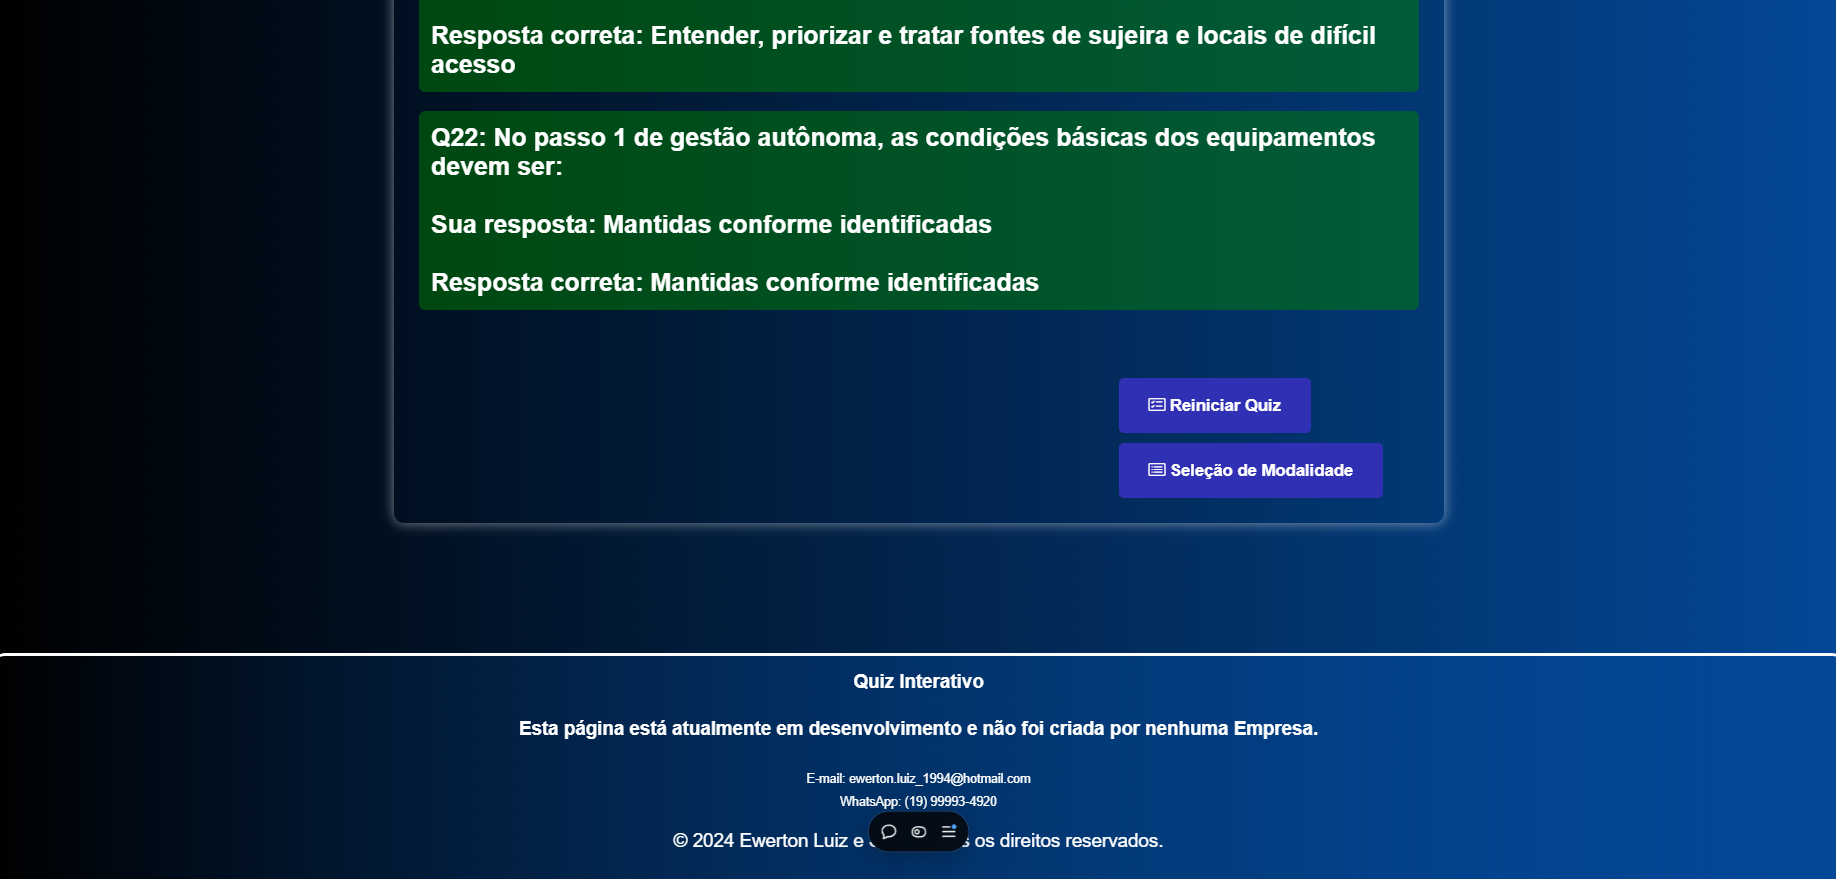 Resposta correta: Entender, priorizar e tratar fontes de sujeira e locais de difícil
acesso
Q22: No passo 1 de gestão autônoma, as condições básicas dos equipamentos
devem ser:
Sua resposta: Mantidas conforme identificadas
Resposta correta: Mantidas conforme identificadas
Reiniciar Quiz
Seleção de Modalidade
Quiz Interativo
Esta página está atualmente em desenvolvimento e não foi criada por nenhuma Empresa.
E-mail: ewerton.luiz_1994@hotmail.com
WhatsApp: (19) 99993-4920
© 2024 Ewerton Luiz e os direitos reservados.